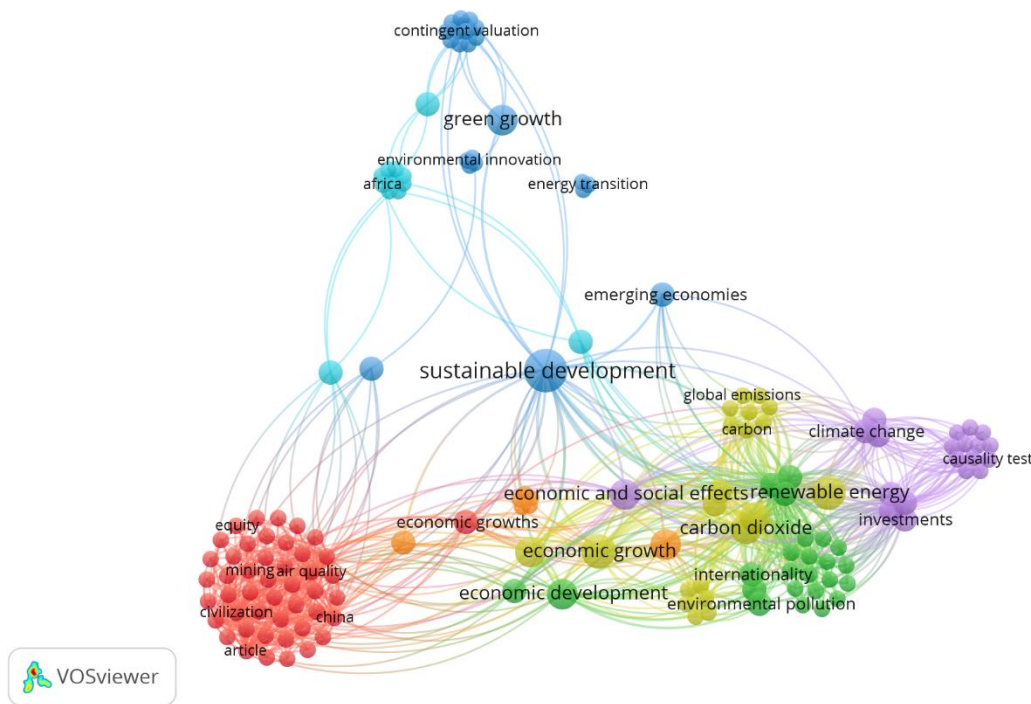 contingent valuation
green growth
environmental innovation
africa
energy transition
emerging economies
sustainable development
global emissions
carbon
climate change
causality test
economic and social effects
renewable energy
investments
equity
economic growths
carbon dioxide
economic growth
mining
air quality
internationality
economic development
environmental pollution
civilization
china
article
VOSviewer